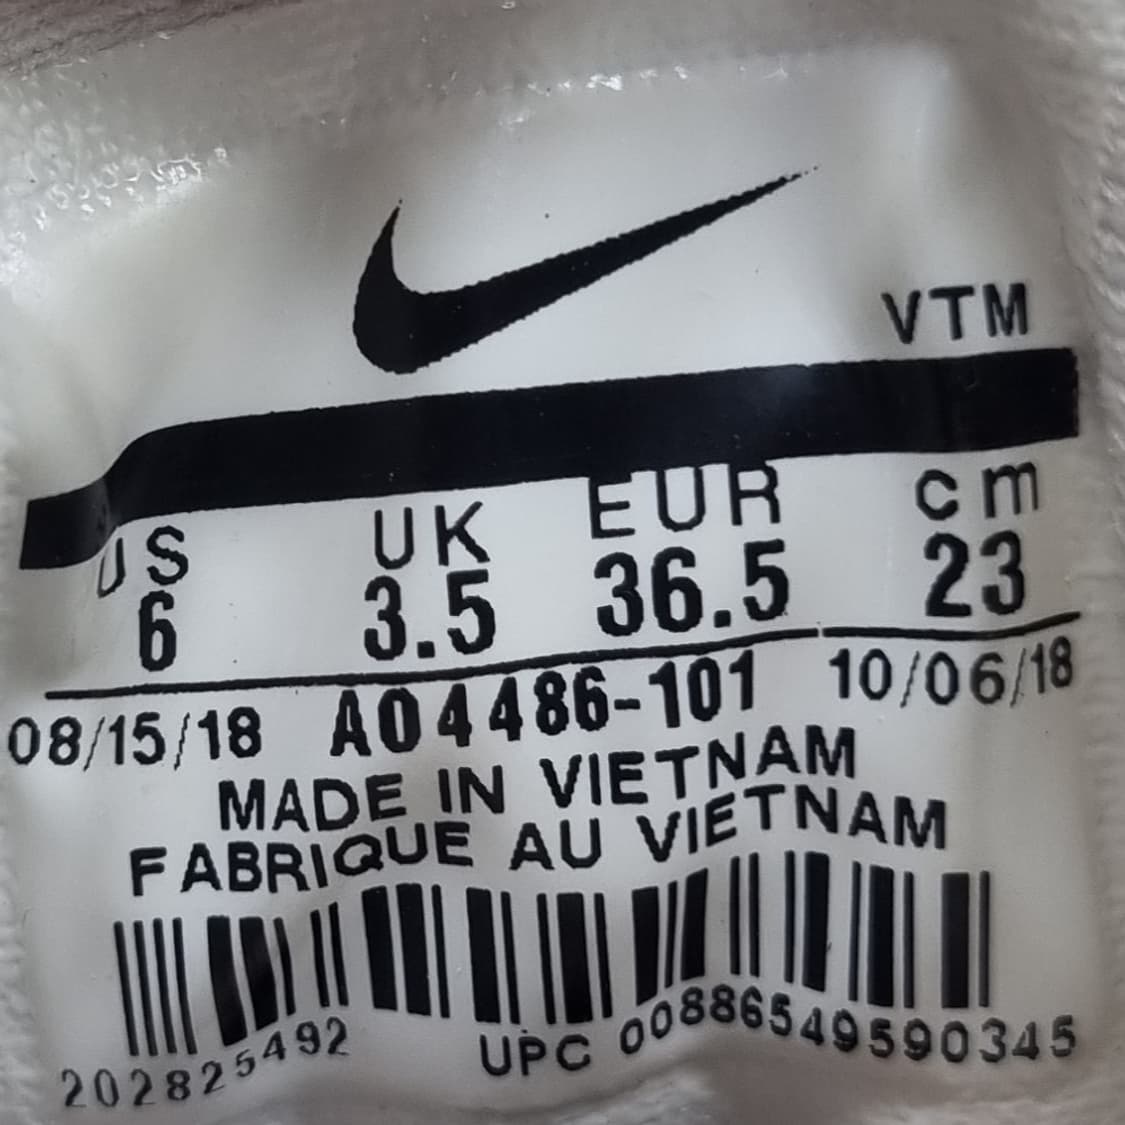 VTM
US UK EUR cm
6 3.5 36.5 23
08/15/18 AO4486-101 10/06/18
MADE IN VIETNAM
FABRIQUE AU VIETNAM
202825492 UPC 00886549590345